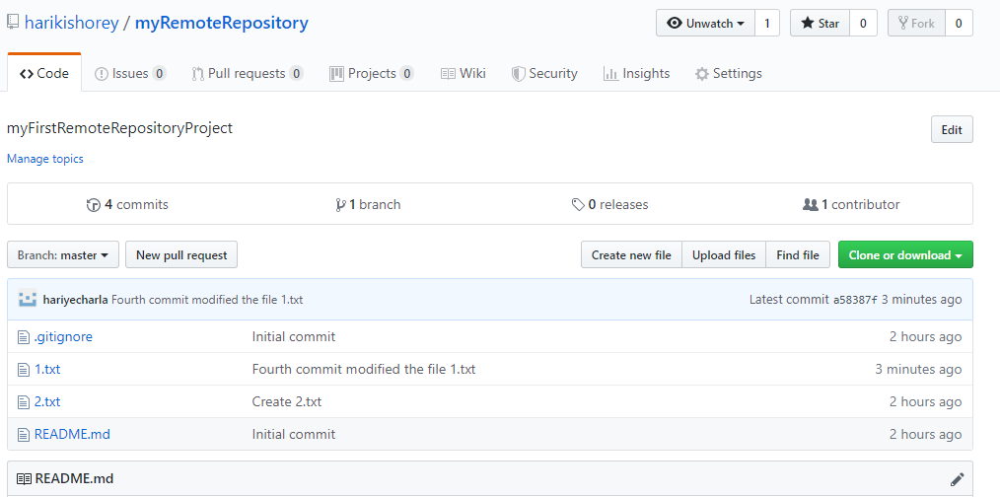 harikishorey / myRemoteRepository
Unwatch 1 Star 0 Fork 0
Code Issues 0 Pull requests 0 Projects 0 Wiki Security Insights Settings
myFirstRemoteRepositoryProject
Edit
Manage topics
4 commits 1 branch 0 releases 1 contributor
Branch: master New pull request Create new file Upload files Find file Clone or download
hariyecharla Fourth commit modified the file 1.txt Latest commit a58387f 3 minutes ago
.gitignore Initial commit 2 hours ago
1.txt Fourth commit modified the file 1.txt 3 minutes ago
2.txt Create 2.txt 2 hours ago
README.md Initial commit 2 hours ago
README.md